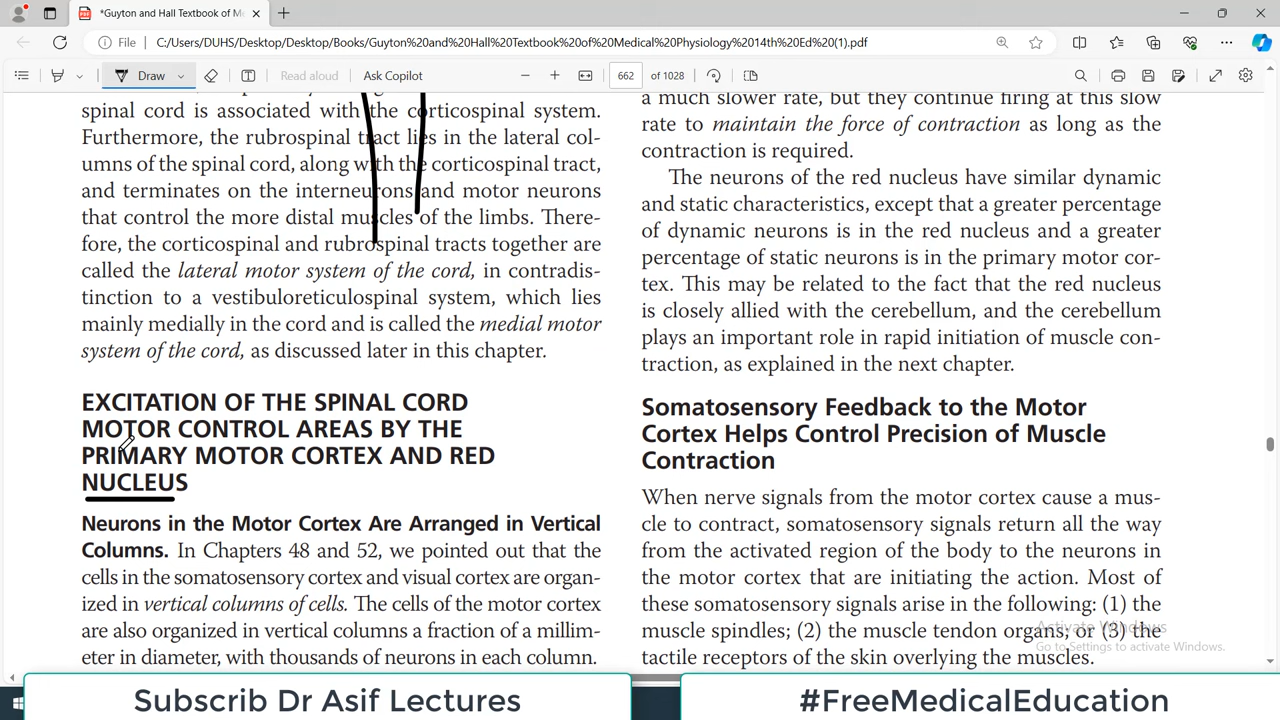 *Guyton and Hall Textbook of Me
File
C:/Users/DUHS/Desktop/Desktop/Books/Guyton%20and%20Hall%20Textbook%20of%20Medical%20Physiology%2014th%20Ed%20(1).pdf
Draw
Read aloud
Ask Copilot
662 of 1028
spinal cord is associated with the corticospinal system.
Furthermore, the rubrospinal tract lies in the lateral col-
umns of the spinal cord, along with the corticospinal tract,
and terminates on the interneurons and motor neurons
that control the more distal muscles of the limbs. There-
fore, the corticospinal and rubrospinal tracts together are
called the lateral motor system of the cord, in contradis-
tinction to a vestibuloreticulospinal system, which lies
mainly medially in the cord and is called the medial motor
system of the cord, as discussed later in this chapter.
EXCITATION OF THE SPINAL CORD
MOTOR CONTROL AREAS BY THE
PRIMARY MOTOR CORTEX AND RED
NUCLEUS
Neurons in the Motor Cortex Are Arranged in Vertical
Columns. In Chapters 48 and 52, we pointed out that the
cells in the somatosensory cortex and visual cortex are organ-
ized in vertical columns of cells. The cells of the motor cortex
are also organized in vertical columns a fraction of a millim-
eter in diameter, with thousands of neurons in each column.
a much slower rate, but they continue firing at this slow
rate to maintain the force of contraction as long as the
contraction is required.
The neurons of the red nucleus have similar dynamic
and static characteristics, except that a greater percentage
of dynamic neurons is in the red nucleus and a greater
percentage of static neurons is in the primary motor cor-
tex. This may be related to the fact that the red nucleus
is closely allied with the cerebellum, and the cerebellum
plays an important role in rapid initiation of muscle con-
traction, as explained in the next chapter.
Somatosensory Feedback to the Motor
Cortex Helps Control Precision of Muscle
Contraction
When nerve signals from the motor cortex cause a mus-
cle to contract, somatosensory signals return all the way
from the activated region of the body to the neurons in
the motor cortex that are initiating the action. Most of
these somatosensory signals arise in the following: (1) the
muscle spindles; (2) the muscle tendon organs; or (3) the
tactile receptors of the skin overlying the muscles.
Activate Windows
Go to Settings to activate Windows.
Subscrib Dr Asif Lectures
#FreeMedicalEducation